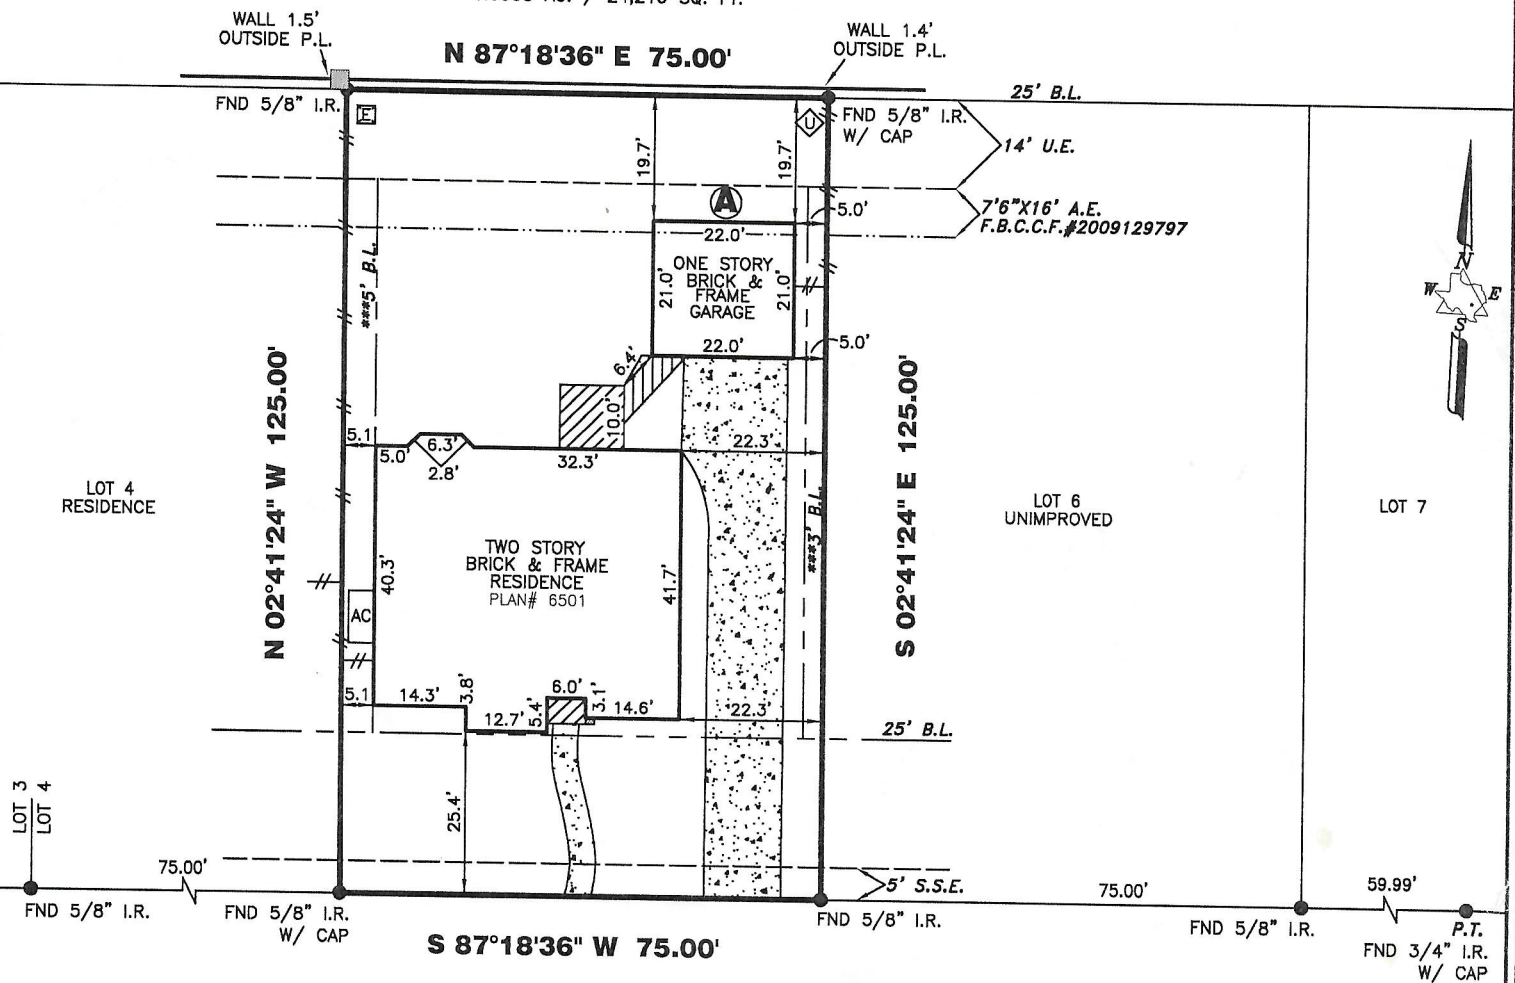 WALL 1.5'
OUTSIDE P.L.
N 87°18'36" E 75.00'
WALL 1.4'
OUTSIDE P.L.
25' B.L.
FND 5/8" I.R.
E
U
FND 5/8" I.R.
W/ CAP
14' U.E.
19.7'
19.7'
A
5.0'
7'6"X16' A.E.
F.B.C.C.F.#2009129797
22.0'
***5' B.L.
21.0'
ONE STORY
BRICK &
FRAME
GARAGE
21.0'
N
W
E
S
22.0'
5.0'
6.4'
10.0'
N 02°41'24" W 125.00'
S 02°41'24" E 125.00'
5.1
5.0'
6.3'
2.8'
32.3'
22.3'
LOT 4
RESIDENCE
LOT 6
UNIMPROVED
LOT 7
***3' B.L.
TWO STORY
BRICK & FRAME
RESIDENCE
PLAN# 6501
40.3'
41.7'
AC
5.1
14.3'
3.8'
12.7'
5.4'
6.0'
3.1'
14.6'
22.3'
25' B.L.
25.4'
LOT 3
LOT 4
75.00'
5' S.S.E.
75.00'
59.99'
FND 5/8" I.R.
FND 5/8" I.R.
W/ CAP
S 87°18'36" W 75.00'
FND 5/8" I.R.
FND 5/8" I.R.
P.T.
FND 3/4" I.R.
W/ CAP